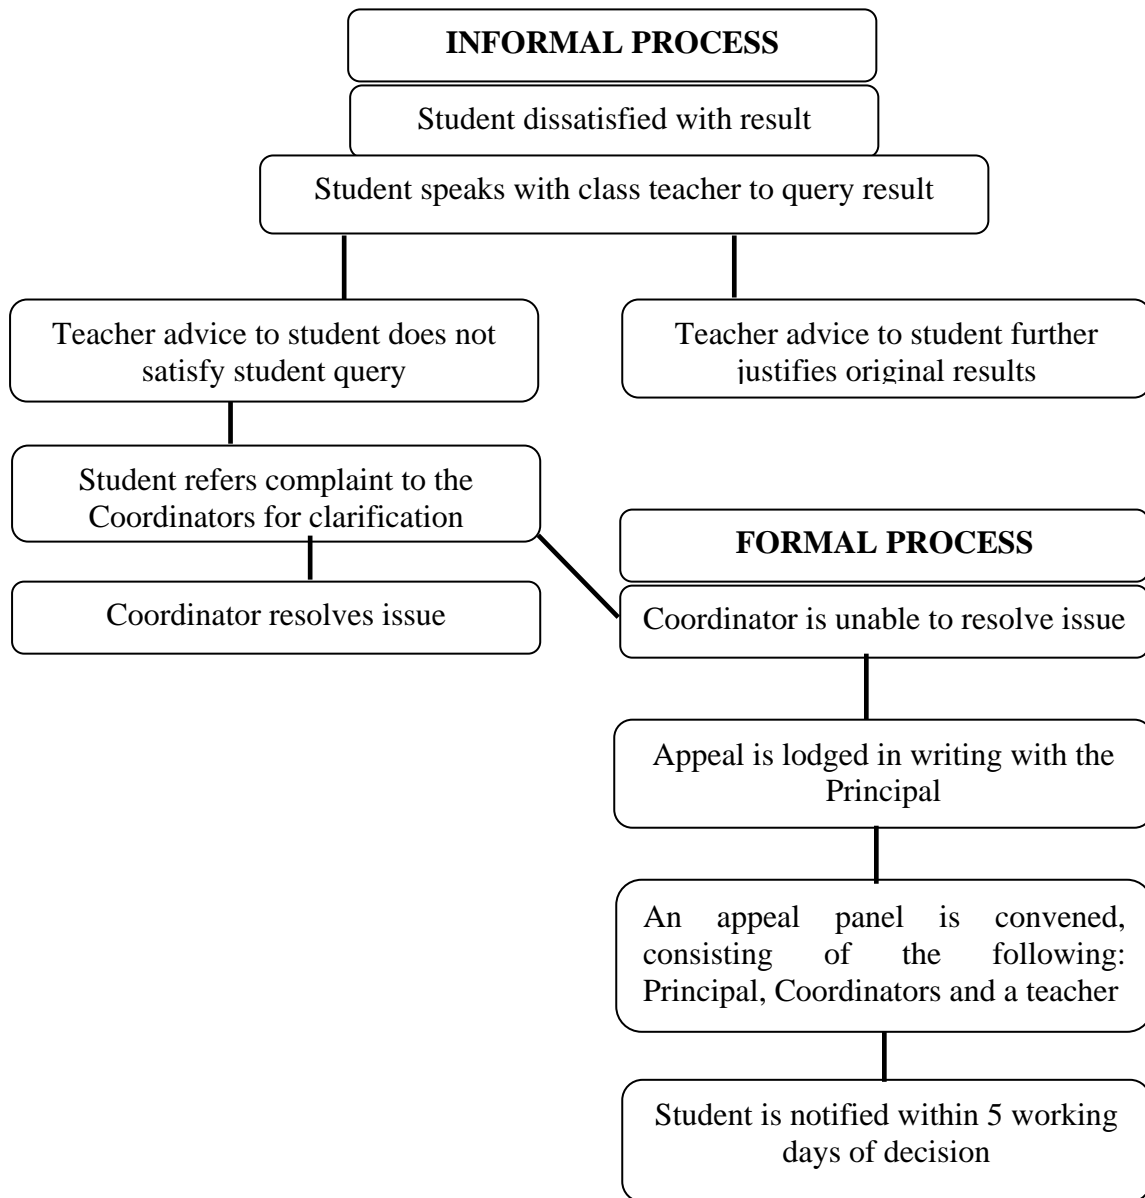 INFORMAL PROCESS
Student dissatisfied with result
Student speaks with class teacher to query result
Teacher advice to student does not
satisfy student query
Teacher advice to student further
justifies original results
Student refers complaint to the
Coordinators for clarification
Coordinator resolves issue
FORMAL PROCESS
Coordinator is unable to resolve issue
Appeal is lodged in writing with the
Principal
An appeal panel is convened,
consisting of the following:
Principal, Coordinators and a teacher
Student is notified within 5 working
days of decision